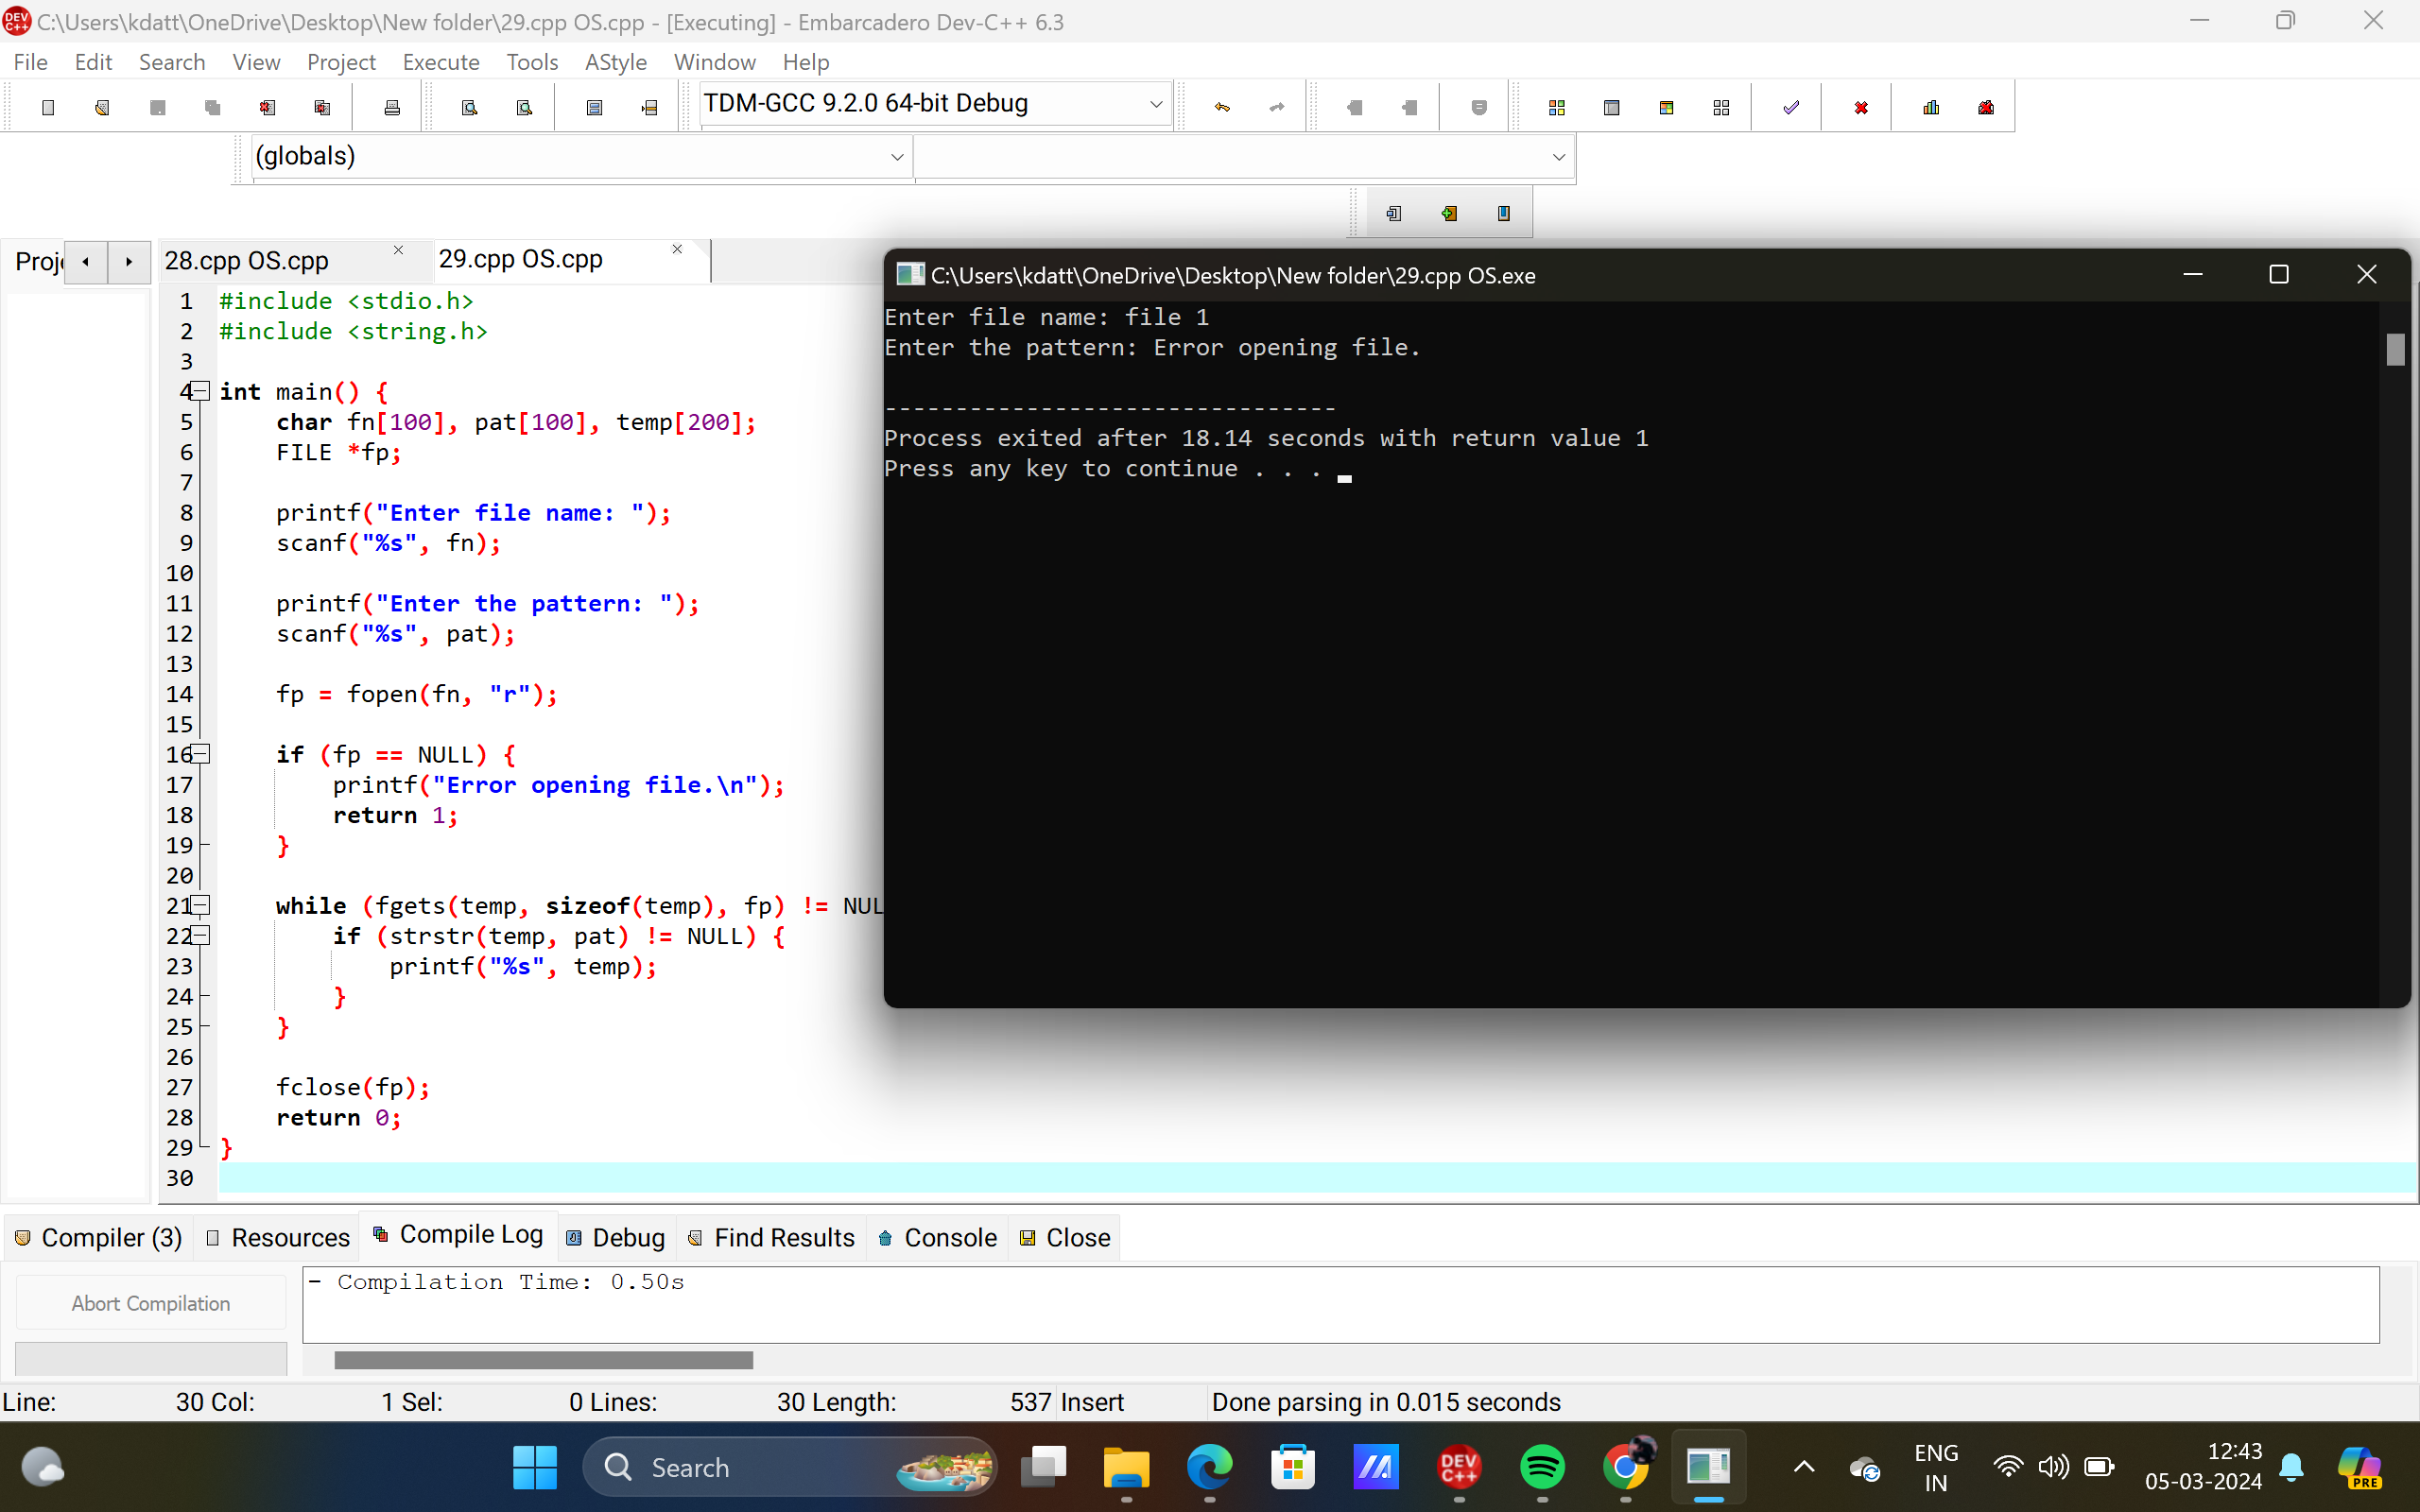 C:\Users\kdatt\OneDrive\Desktop\New folder\29.cpp OS.cpp - [Executing] - Embarcadero Dev-C++ 6.3
File Edit Search View Project Execute Tools AStyle Window Help
TDM-GCC 9.2.0 64-bit Debug
(globals)
Proj
28.cpp OS.cpp
29.cpp OS.cpp
1 #include <stdio.h>
2 #include <string.h>
3
4 int main() {
5 char fn[100], pat[100], temp[200];
6 FILE *fp;
7
8 printf("Enter file name: ");
9 scanf("%s", fn);
10
11 printf("Enter the pattern: ");
12 scanf("%s", pat);
13
14 fp = fopen(fn, "r");
15
16 if (fp == NULL) {
17 printf("Error opening file.\n");
18 return 1;
19 }
20
21 while (fgets(temp, sizeof(temp), fp) != NUL
22 if (strstr(temp, pat) != NULL) {
23 printf("%s", temp);
24 }
25 }
26
27 fclose(fp);
28 return 0;
29 }
30
C:\Users\kdatt\OneDrive\Desktop\New folder\29.cpp OS.exe
Enter file name: file 1
Enter the pattern: Error opening file.
--------------------------------
Process exited after 18.14 seconds with return value 1
Press any key to continue . . .
Compiler (3) Resources Compile Log Debug Find Results Console Close
Abort Compilation
- Compilation Time: 0.50s
Line: 30 Col: 1 Sel: 0 Lines: 30 Length: 537 Insert Done parsing in 0.015 seconds
Search
DEV C++
ENG
IN
12:43
05-03-2024
PRE